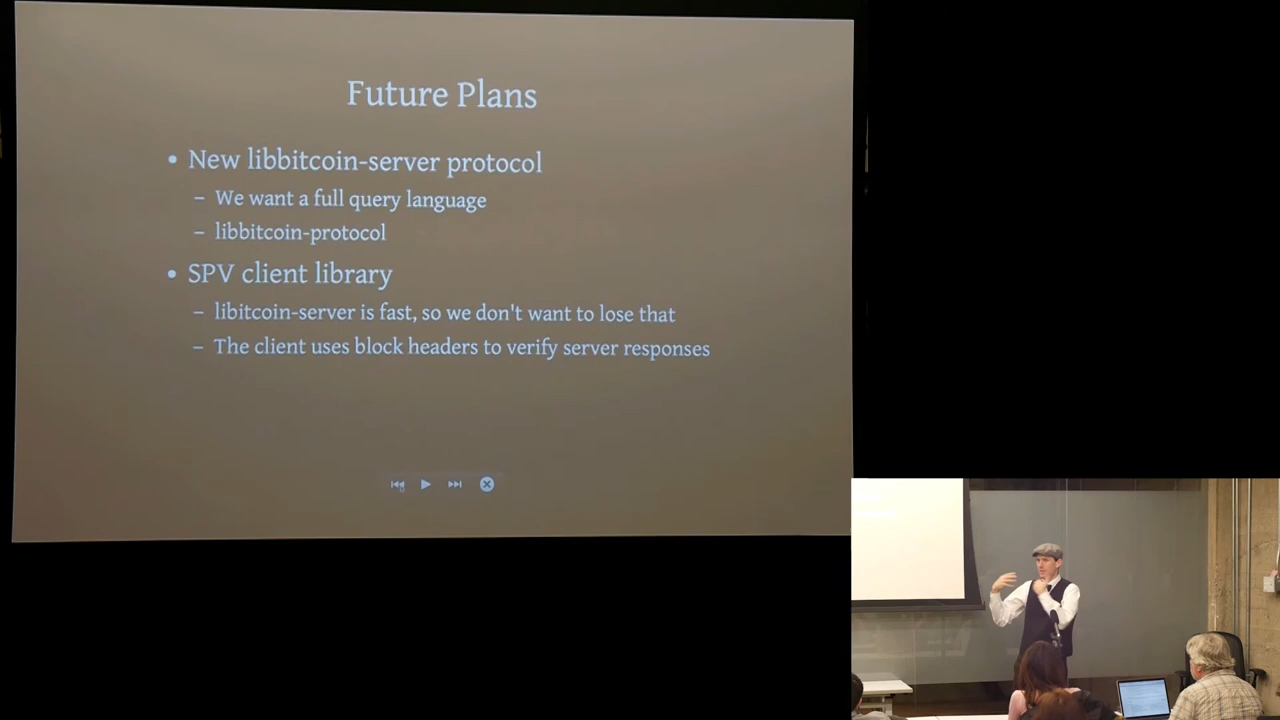 Future Plans
• New libbitcoin-server protocol
– We want a full query language
– libbitcoin-protocol
• SPV client library
– libitcoin-server is fast, so we don't want to lose that
– The client uses block headers to verify server responses